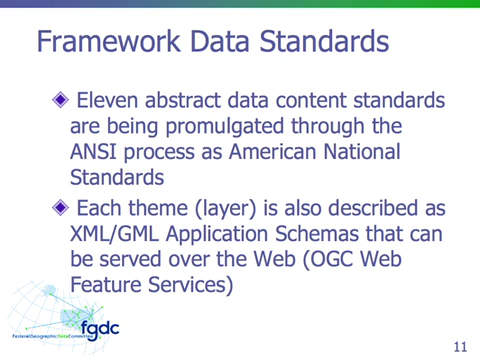 Framework Data Standards
Eleven abstract data content standards
are being promulgated through the
ANSI process as American National
Standards
Each theme (layer) is also described as
XML/GML Application Schemas that can
be served over the Web (OGC Web
Feature Services)
FederalGeographicDataCommittee
fgdc
11